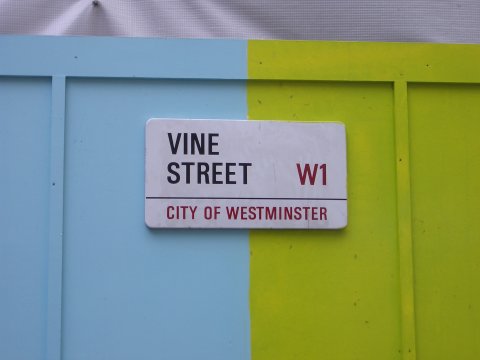 VINE
STREET W1
CITY OF WESTMINSTER